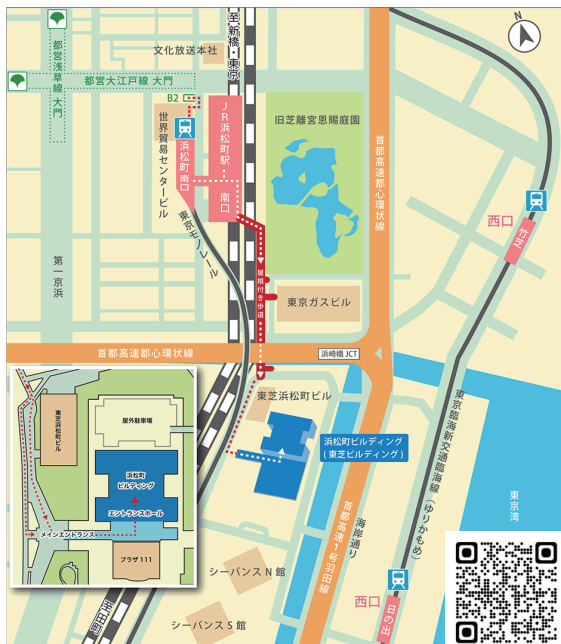 N
至新橋・東京
文化放送本社
都営浅草線 大門
都営大江戸線 大門
B2
世界貿易センタービル
浜松町
南口
JR浜松町駅
南口
旧芝離宮恩賜庭園
首都高速都心環状線
西口
竹芝
東京モノレール
第一京浜
屋根付き歩道
東京ガスビル
首都高速都心環状線
浜崎橋 JCT
東芝浜松町ビル
浜松町ビルディング
(東芝ビルディング)
東京臨海新交通臨海線(ゆりかもめ)
東京湾
海岸通り
首都高速1号羽田線
シーバンスN館
シーバンスS館
至田町
西口
日の出
東芝浜松町ビル
屋外駐車場
浜松町
ビルディング
エントランスホール
メインエントランス
プラザ111